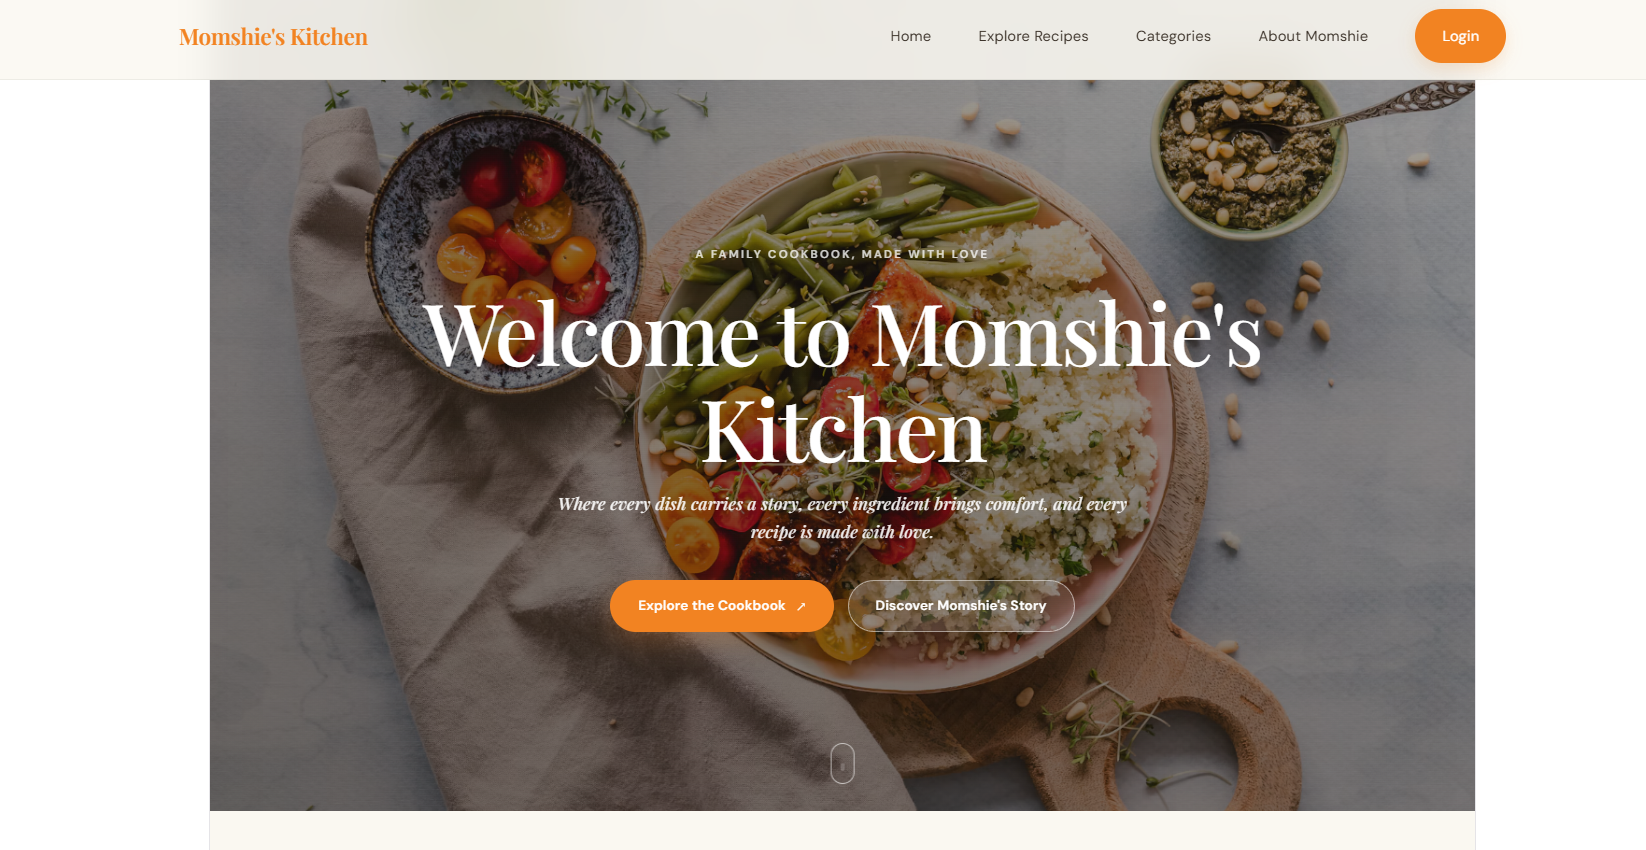 Momshie's Kitchen
Home
Explore Recipes
Categories
About Momshie
Login
A FAMILY COOKBOOK, MADE WITH LOVE
Welcome to Momshie's
Kitchen
Where every dish carries a story, every ingredient brings comfort, and every
recipe is made with love.
Explore the Cookbook ↗
Discover Momshie's Story